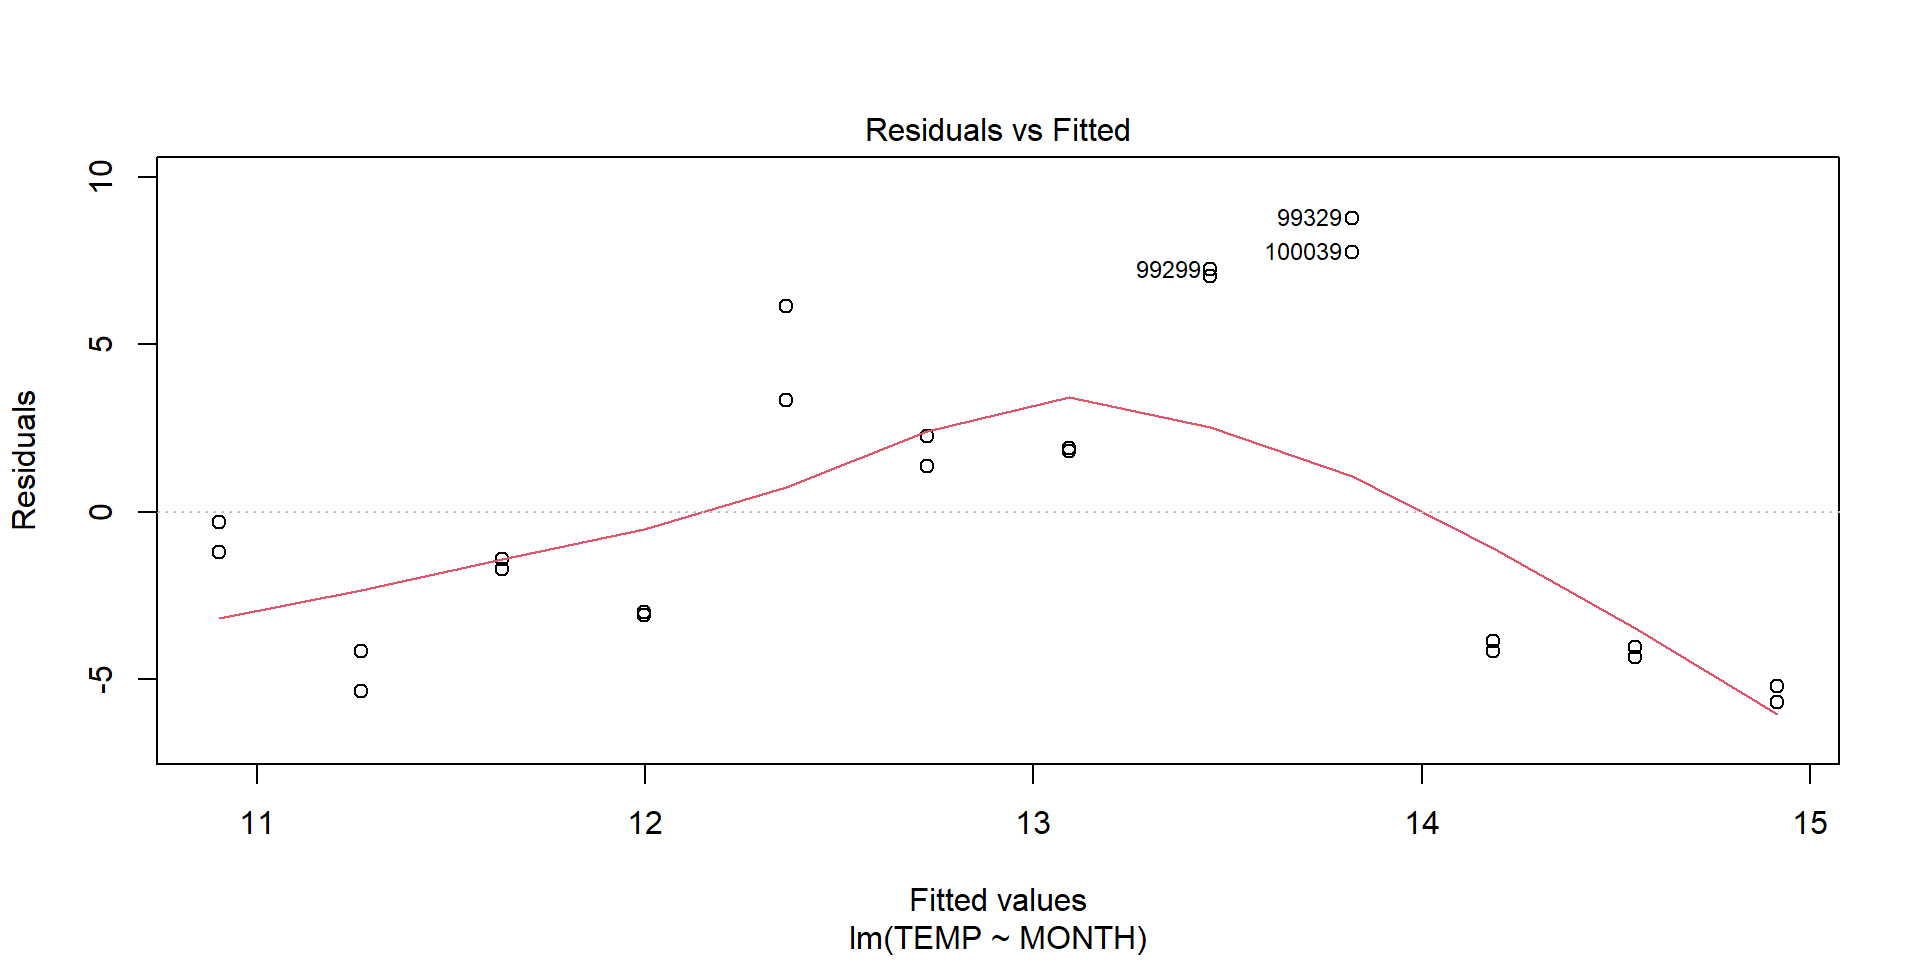 Residuals vs Fitted
Residuals
10
5
0
-5
99329
100039
99299
11 12 13 14 15
Fitted values
lm(TEMP ~ MONTH)